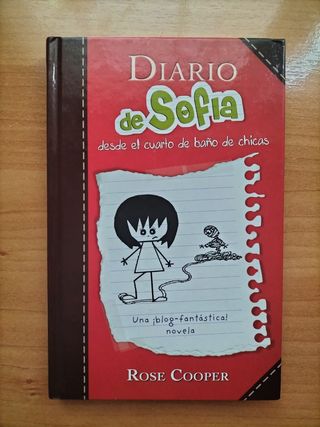 DIARIO
de Sofía
desde el cuarto de baño de chicas
Una ¡blog-fantástica!
novela
ROSE COOPER